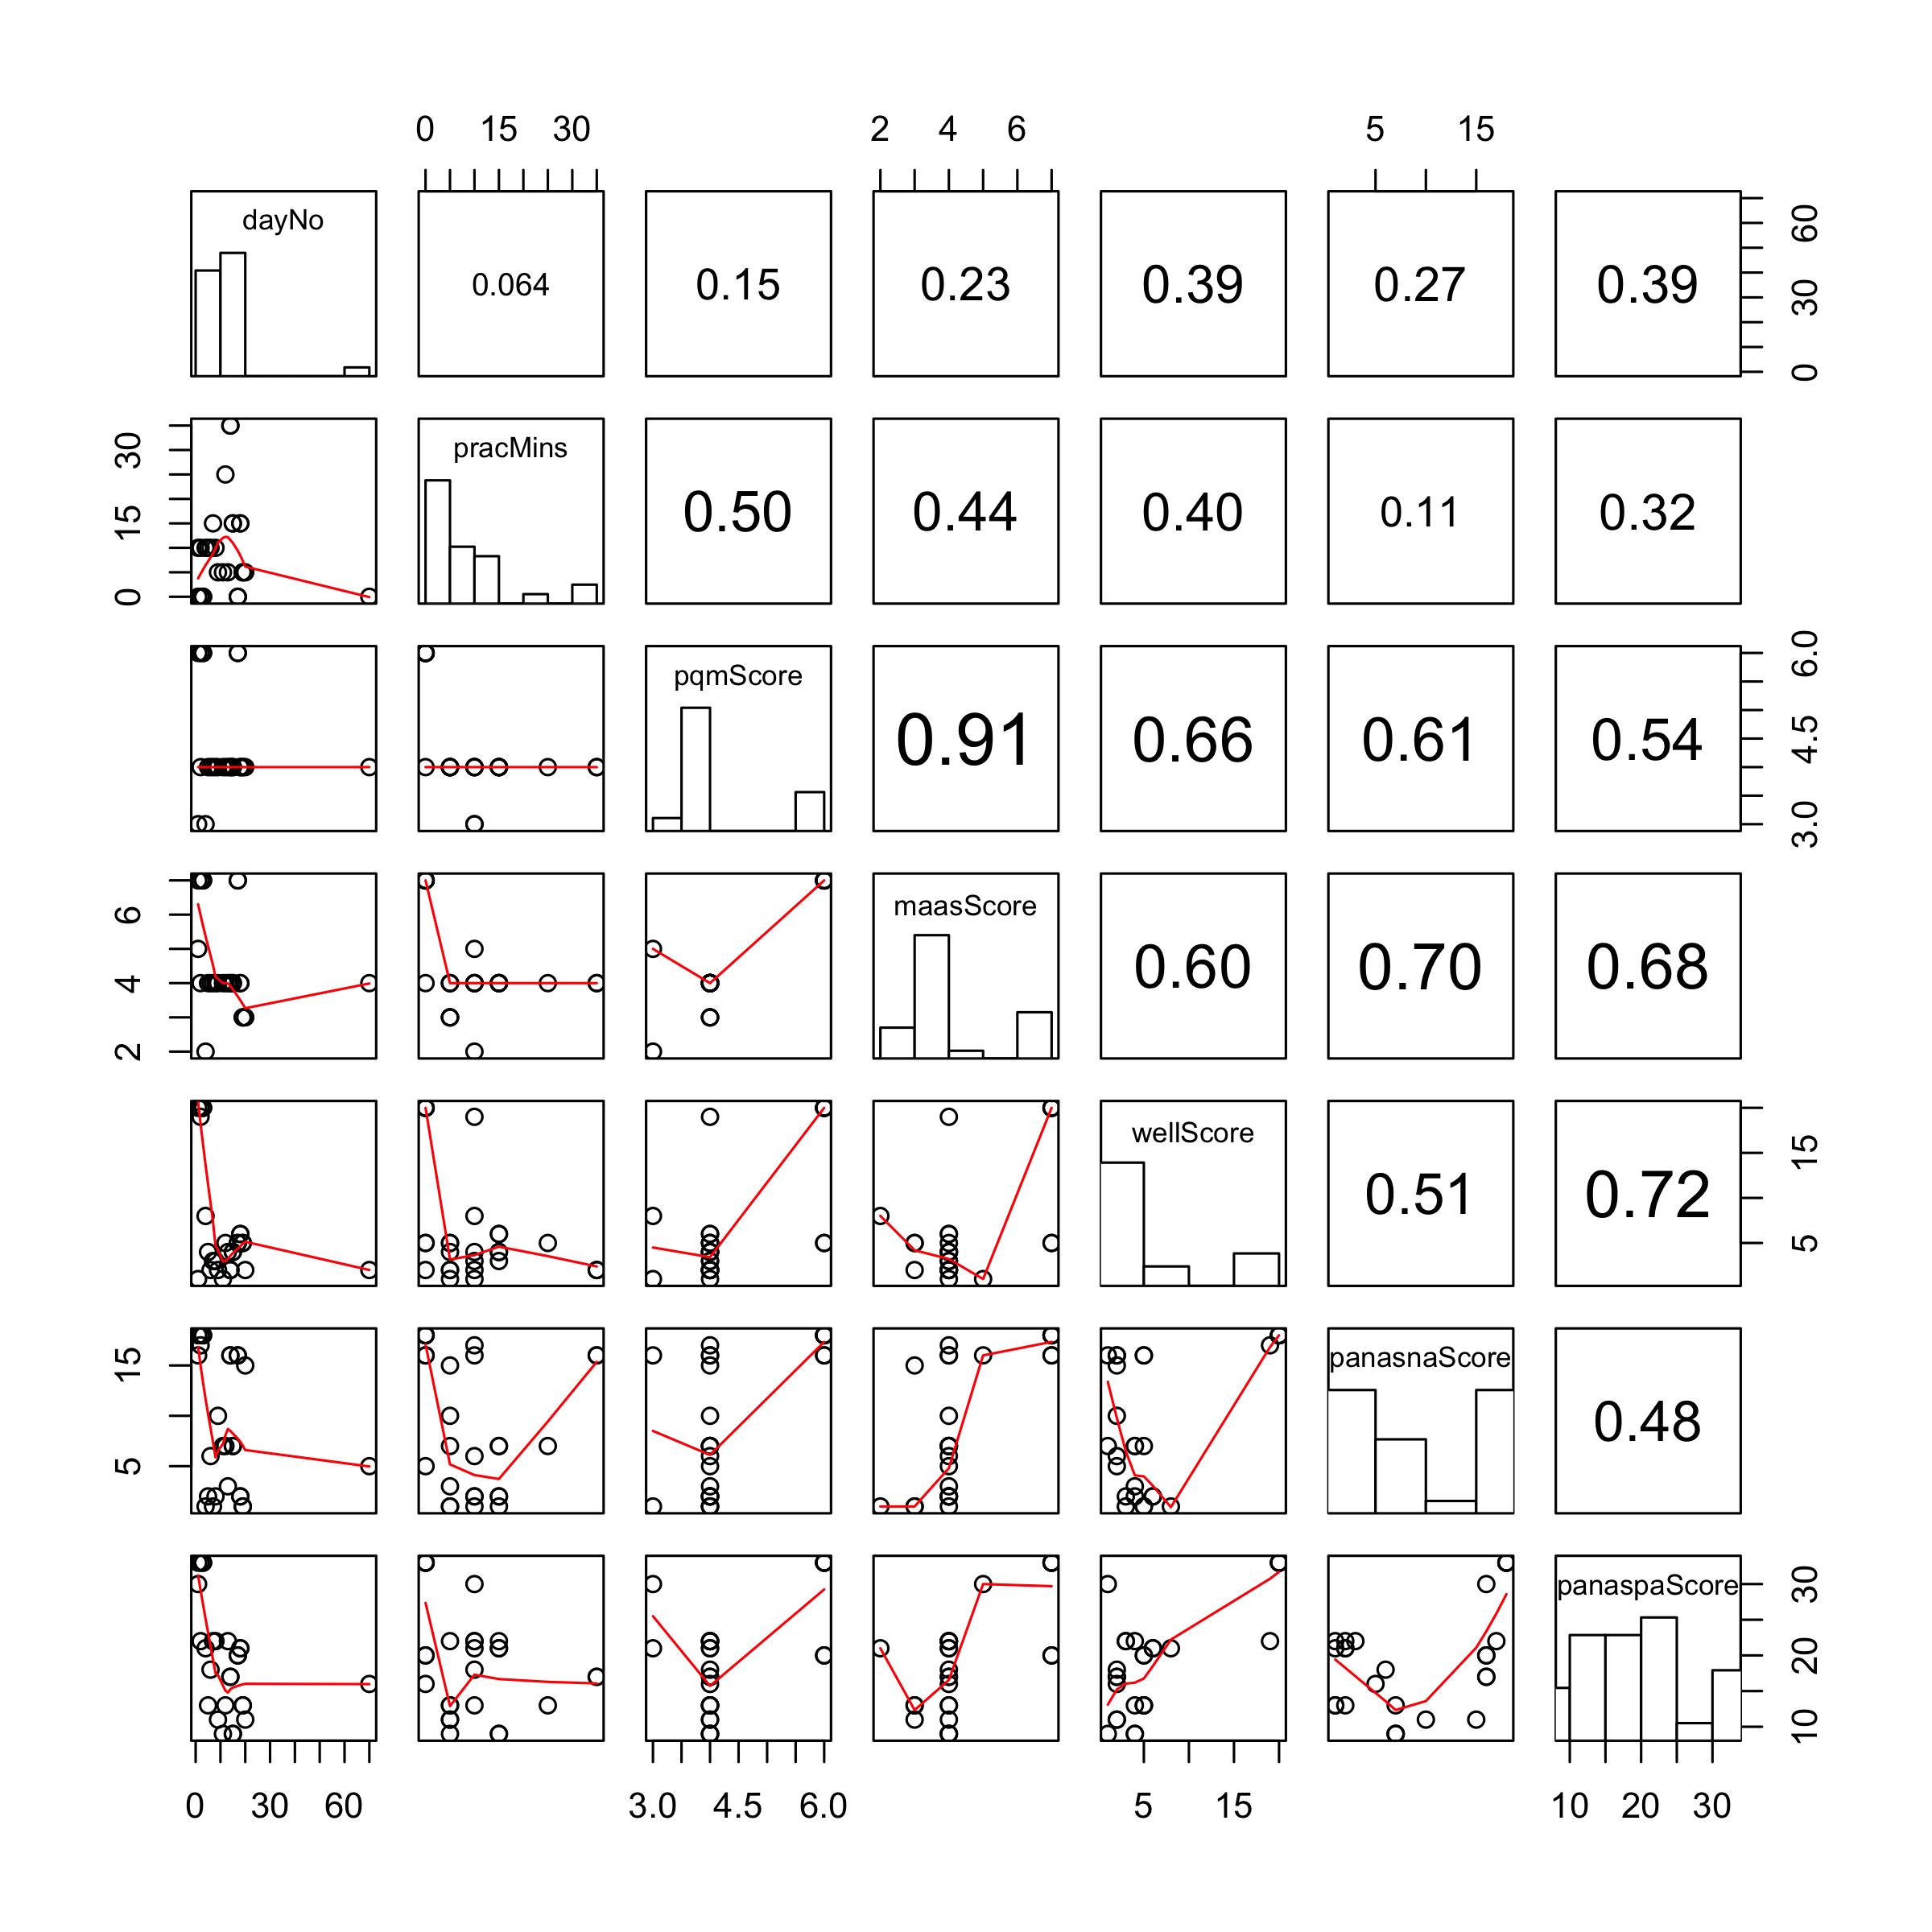 0 15 30 2 4 6 5 15
dayNo 0.064 0.15 0.23 0.39 0.27 0.39 0 30 60
0 15 30 pracMins 0.50 0.44 0.40 0.11 0.32
pqmScore 0.91 0.66 0.61 0.54 3.0 4.5 6.0
2 4 6 maasScore 0.60 0.70 0.68
wellScore 0.51 0.72 5 15
5 15 panasnaScore 0.48
panaspaScore 10 20 30
0 30 60 3.0 4.5 6.0 5 15 10 20 30